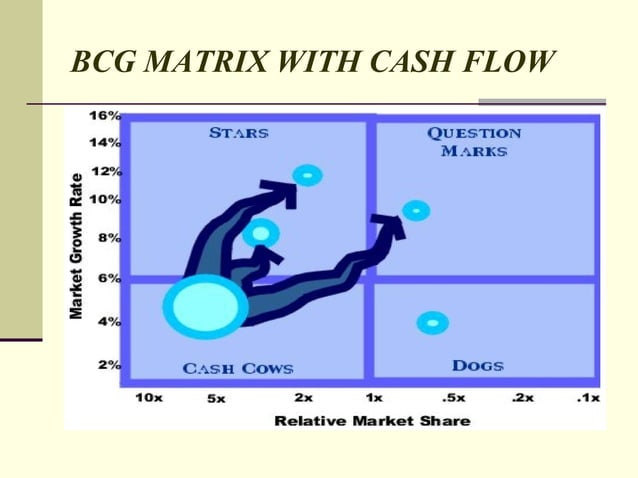 BCG MATRIX WITH CASH FLOW
16%
14%
12%
10%
8%
6%
4%
2%
Market Growth Rate
STARS
QUESTION
MARKS
CASH COWS
DOGS
10x 5x 2x 1x .5x .2x .1x
Relative Market Share